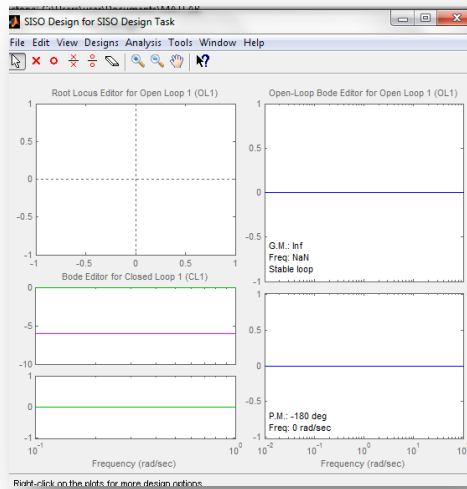 SISO Design for SISO Design Task
File Edit View Designs Analysis Tools Window Help
Root Locus Editor for Open Loop 1 (OL1)
1
0.5
0
-0.5
-1
-1 -0.5 0 0.5 1
Bode Editor for Closed Loop 1 (CL1)
0
-5
-10
1
0
-1
10^-1 10^0
Frequency (rad/sec)
Open-Loop Bode Editor for Open Loop 1 (OL1)
1
0.5
0
-0.5
-1
G.M.: Inf
Freq: NaN
Stable loop
1
0.5
0
-0.5
-1
P.M.: -180 deg
Freq: 0 rad/sec
10^-2 10^-1 10^0 10^1 10^2
Frequency (rad/sec)
Right-click on the plots for more design options.